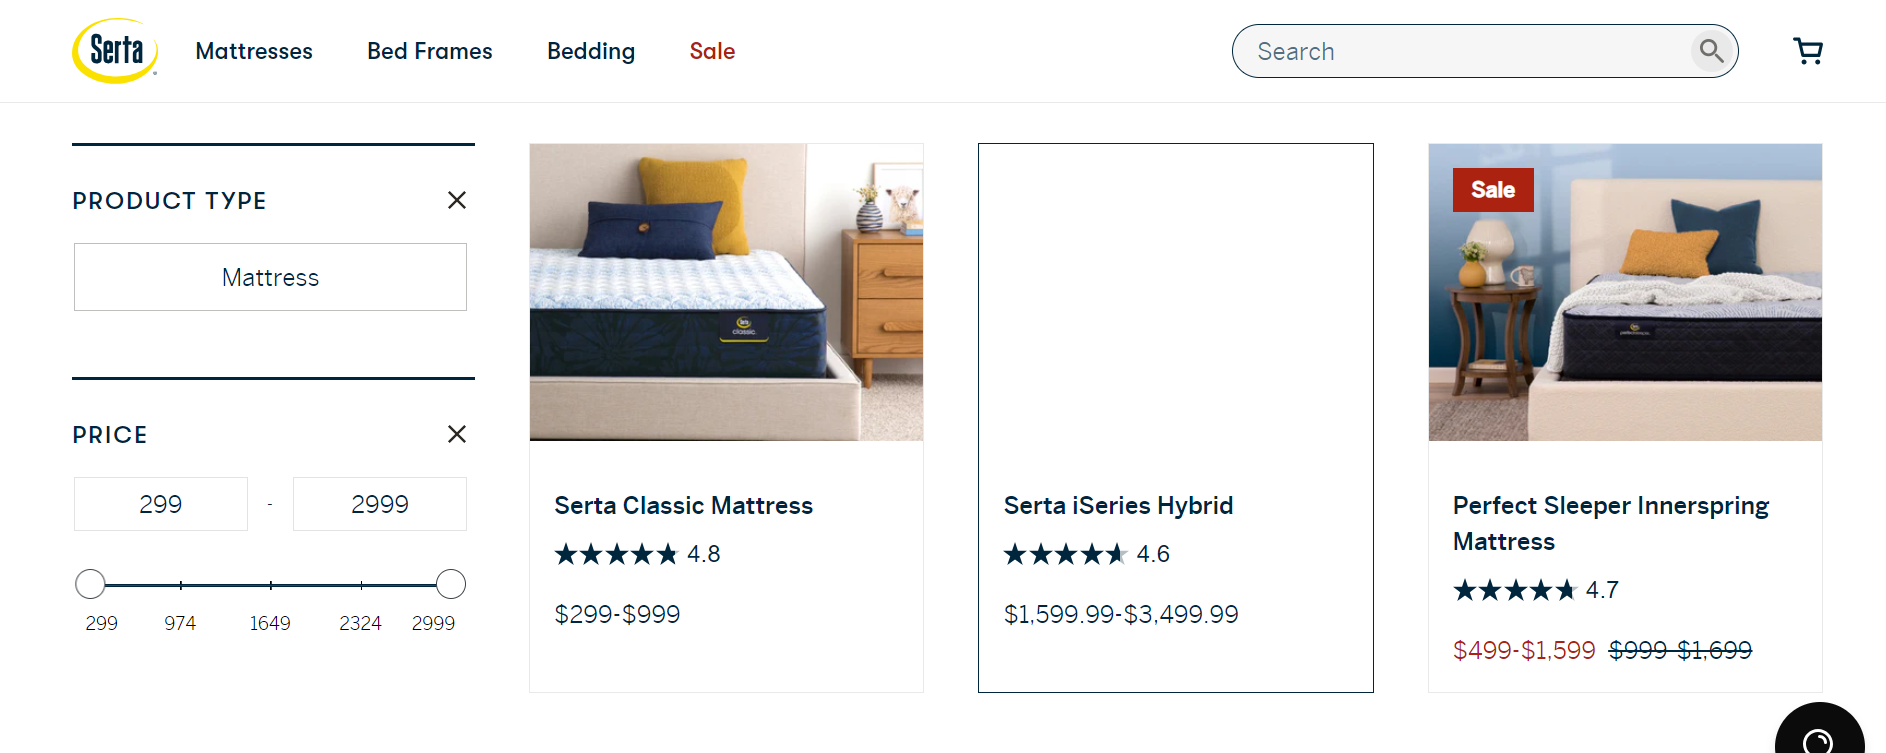 Serta
Mattresses
Bed Frames
Bedding
Sale
Search
PRODUCT TYPE
Mattress
PRICE
299 - 2999
299 974 1649 2324 2999
Serta
classic
Serta Classic Mattress
4.8
$299-$999
Serta iSeries Hybrid
4.6
$1,599.99-$3,499.99
Sale
Perfect Sleeper Innerspring
Mattress
4.7
$499-$1,599 $999-$1,699